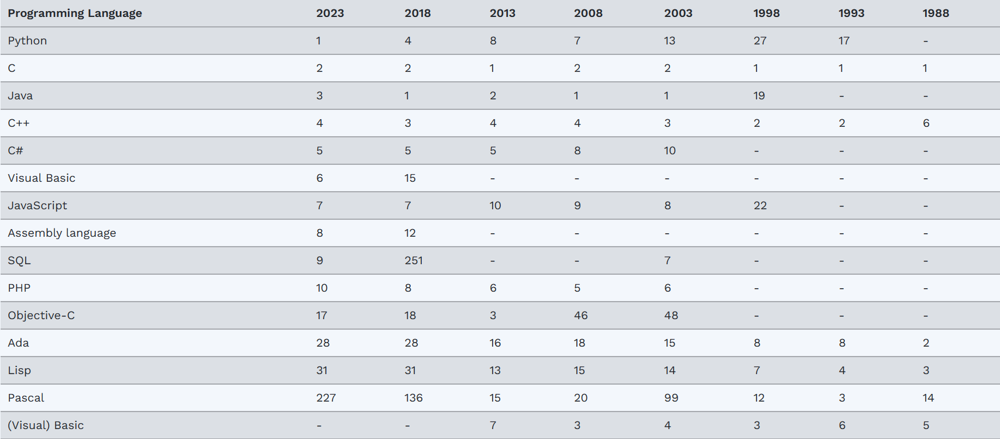 Programming Language 2023 2018 2013 2008 2003 1998 1993 1988
Python 1 4 8 7 13 27 17 -
C 2 2 1 2 2 1 1 1
Java 3 1 2 1 1 19 - -
C++ 4 3 4 4 3 2 2 6
C# 5 5 5 8 10 - - -
Visual Basic 6 15 - - - - - -
JavaScript 7 7 10 9 8 22 - -
Assembly language 8 12 - - - - - -
SQL 9 251 - - 7 - - -
PHP 10 8 6 5 6 - - -
Objective-C 17 18 3 46 48 - - -
Ada 28 28 16 18 15 8 8 2
Lisp 31 31 13 15 14 7 4 3
Pascal 227 136 15 20 99 12 3 14
(Visual) Basic - - 7 3 4 3 6 5